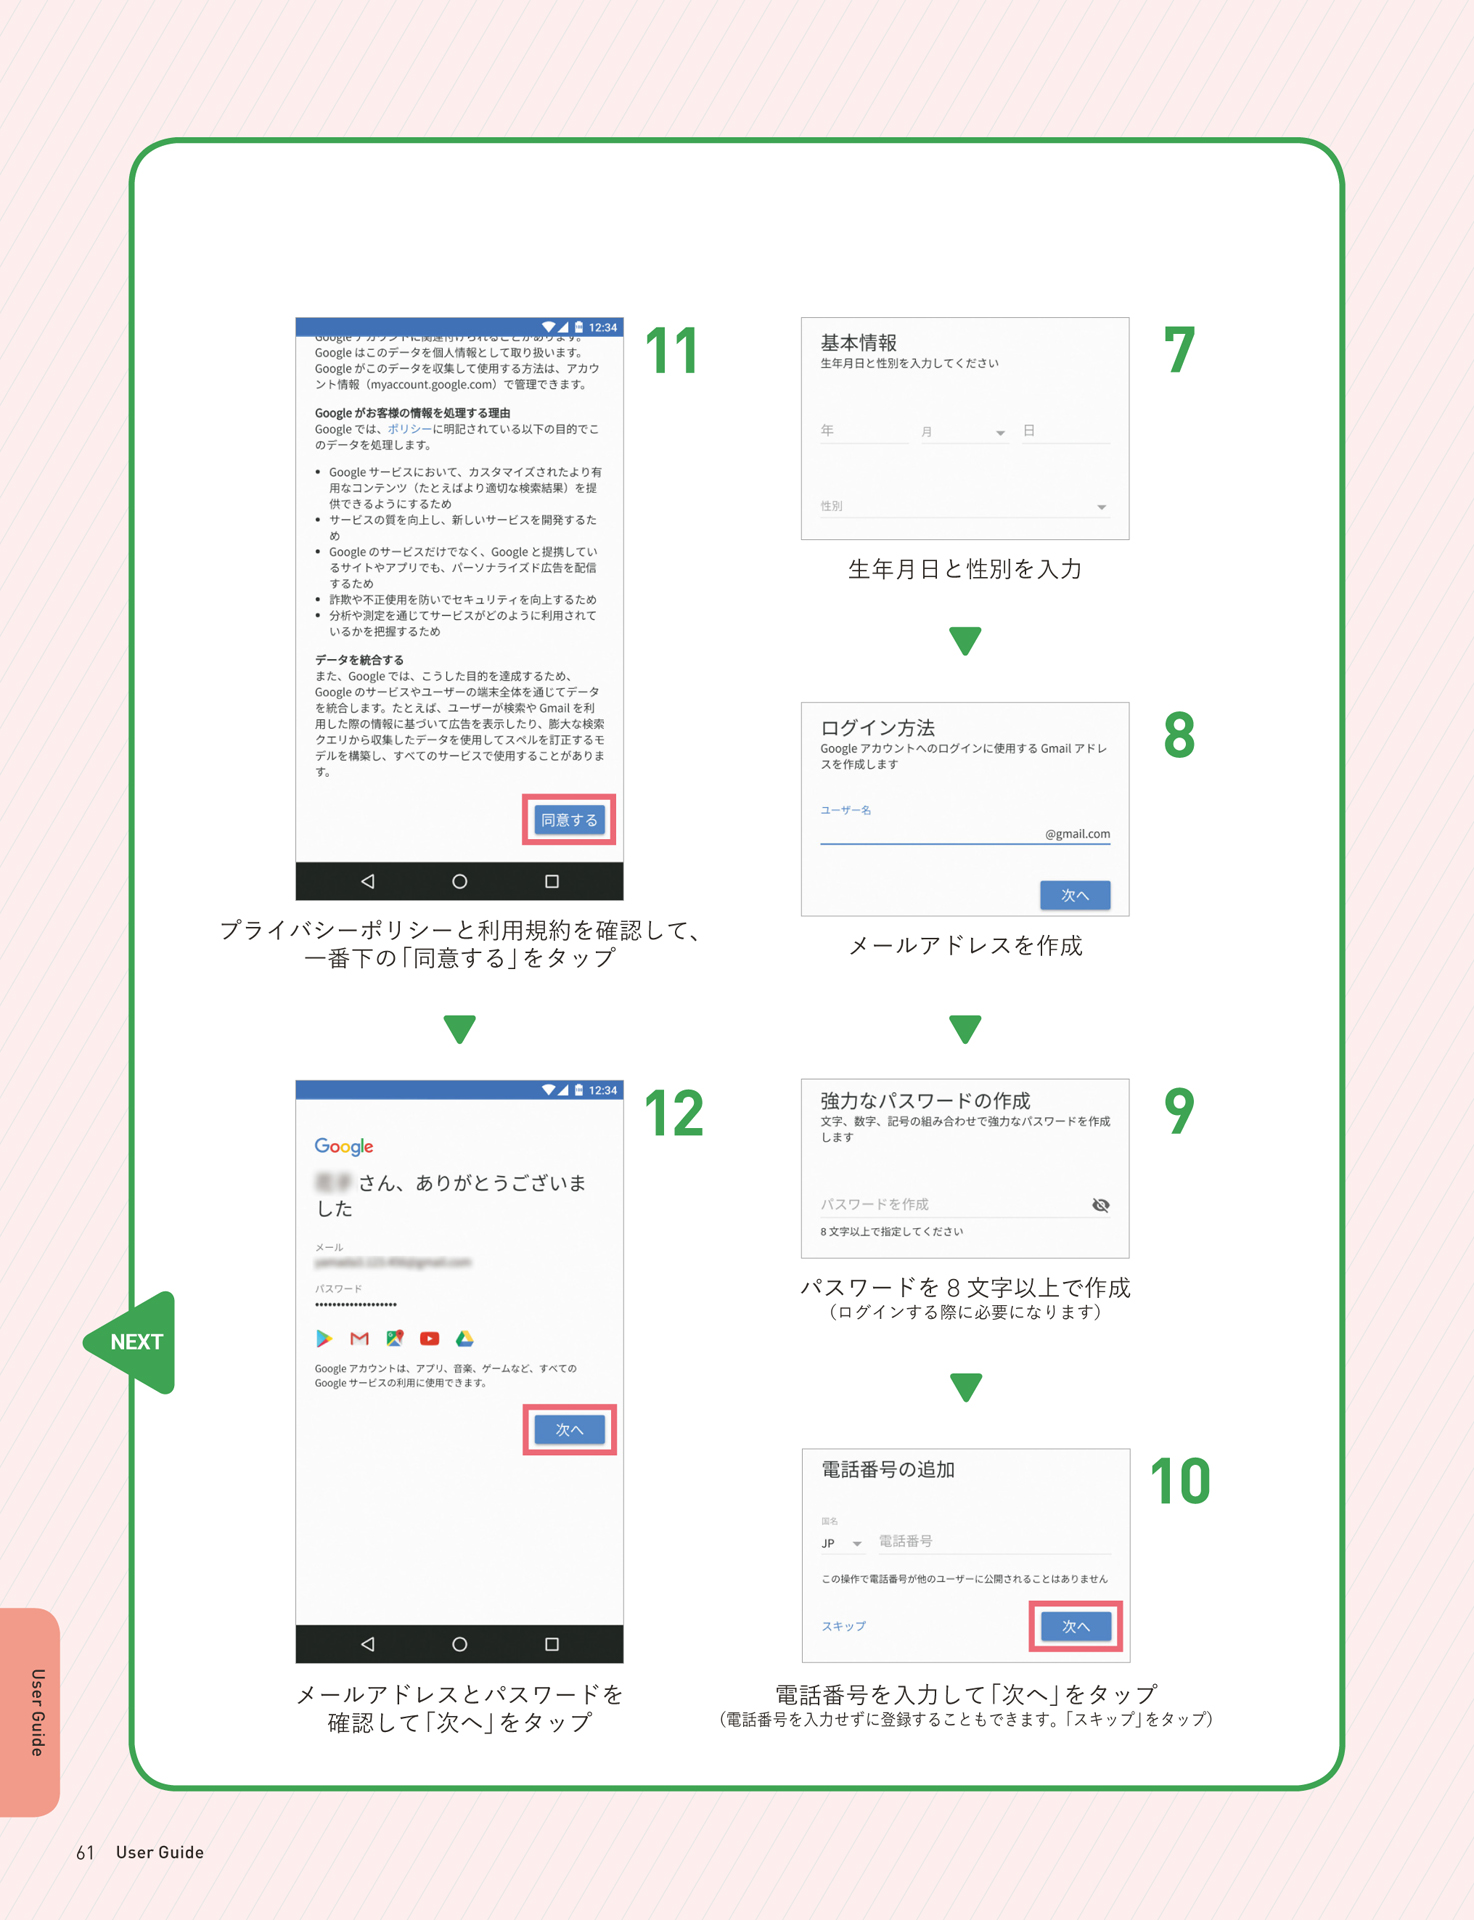 7
基本情報
生年月日と性別を入力してください
年 月 日
性別
生年月日と性別を入力
8
ログイン方法
Google アカウントへのログインに使用する Gmail アドレ
スを作成します
ユーザー名
@gmail.com
次へ
メールアドレスを作成
9
強力なパスワードの作成
文字、数字、記号の組み合わせで強力なパスワードを作成
します
パスワードを作成
8 文字以上で指定してください
パスワードを 8 文字以上で作成
（ログインする際に必要になります）
10
電話番号の追加
国名
JP 電話番号
この操作で電話番号が他のユーザーに公開されることはありません
スキップ 次へ
電話番号を入力して「次へ」をタップ
（電話番号を入力せずに登録することもできます。「スキップ」をタップ）
11
12:34
Google アカウントに関連付けられることがあります。
Google はこのデータを個人情報として取り扱います。
Google がこのデータを収集して使用する方法は、アカウ
ント情報（myaccount.google.com）で管理できます。
Google がお客様の情報を処理する理由
Google では、ポリシーに明記されている以下の目的でこ
のデータを処理します。
• Google サービスにおいて、カスタマイズされたより有
用なコンテンツ（たとえばより適切な検索結果）を提
供できるようにするため
• サービスの質を向上し、新しいサービスを開発するた
め
• Google のサービスだけでなく、Google と提携してい
るサイトやアプリでも、パーソナライズド広告を配信
するため
• 詐欺や不正使用を防いでセキュリティを向上するため
• 分析や測定を通じてサービスがどのように利用されて
いるかを把握するため
データを統合する
また、Google では、こうした目的を達成するため、
Google のサービスやユーザーの端末全体を通じてデータ
を統合します。たとえば、ユーザーが検索や Gmail を利
用した際の情報に基づいて広告を表示したり、膨大な検索
クエリから収集したデータを使用してスペルを訂正するモ
デルを構築し、すべてのサービスで使用することがありま
す。
同意する
プライバシーポリシーと利用規約を確認して、
一番下の「同意する」をタップ
12
12:34
Google
さん、ありがとうございま
した
メール
パスワード
••••••••••••••••••
Google アカウントは、アプリ、音楽、ゲームなど、すべての
Google サービスの利用に使用できます。
次へ
メールアドレスとパスワードを
確認して「次へ」をタップ
NEXT
User Guide
61 User Guide